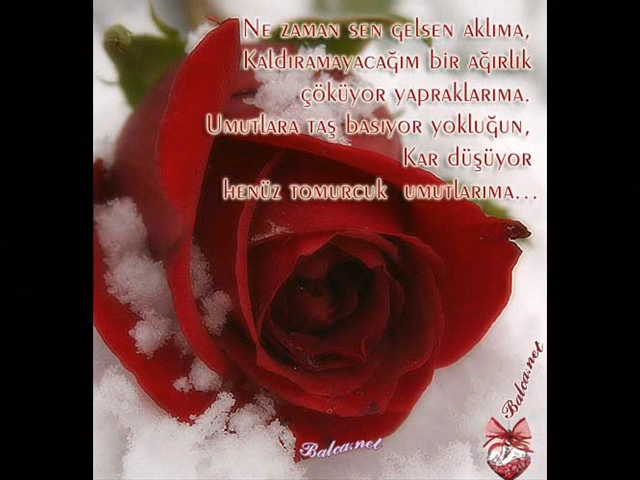 Ne zaman sen gelsen aklıma,
Kaldıramayacağım bir ağırlık
çöküyor yapraklarıma.
Umutlara taş basıyor yokluğun,
Kar düşüyor
henüz tomurcuk umutlarıma...
Balca.net
Balca.net